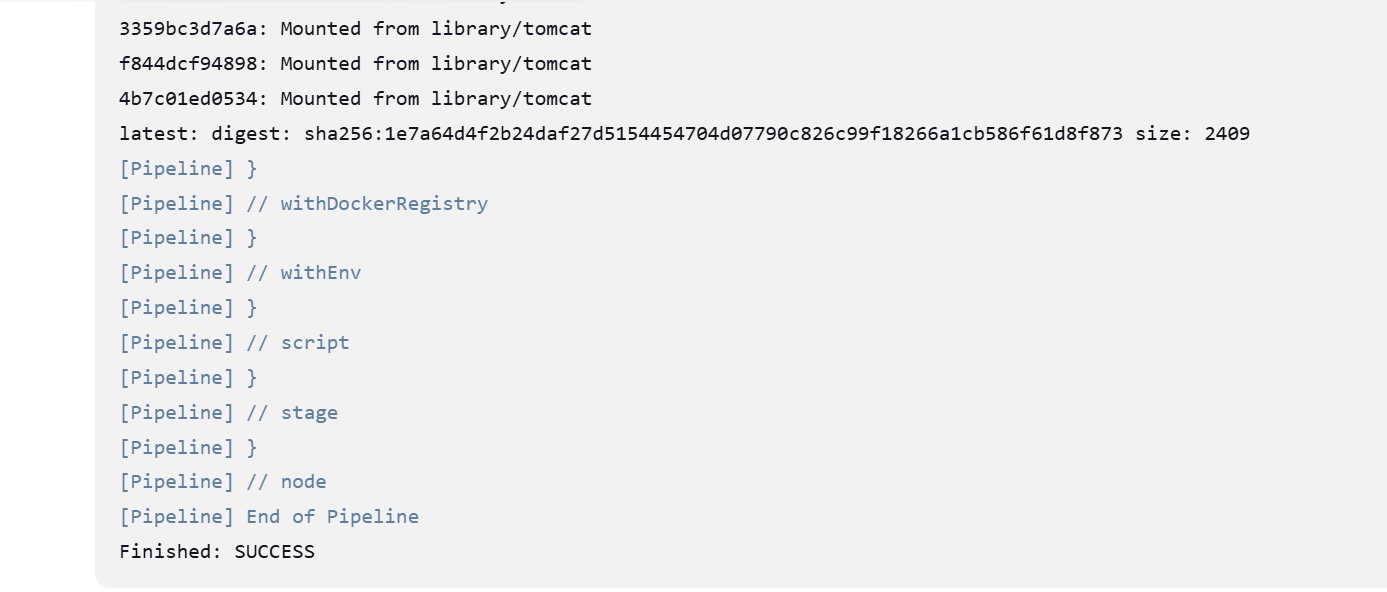 3359bc3d7a6a: Mounted from library/tomcat
f844dcf94898: Mounted from library/tomcat
4b7c01ed0534: Mounted from library/tomcat
latest: digest: sha256:1e7a64d4f2b24daf27d5154454704d07790c826c99f18266a1cb586f61d8f873 size: 2409
[Pipeline] }
[Pipeline] // withDockerRegistry
[Pipeline] }
[Pipeline] // withEnv
[Pipeline] }
[Pipeline] // script
[Pipeline] }
[Pipeline] // stage
[Pipeline] }
[Pipeline] // node
[Pipeline] End of Pipeline
Finished: SUCCESS